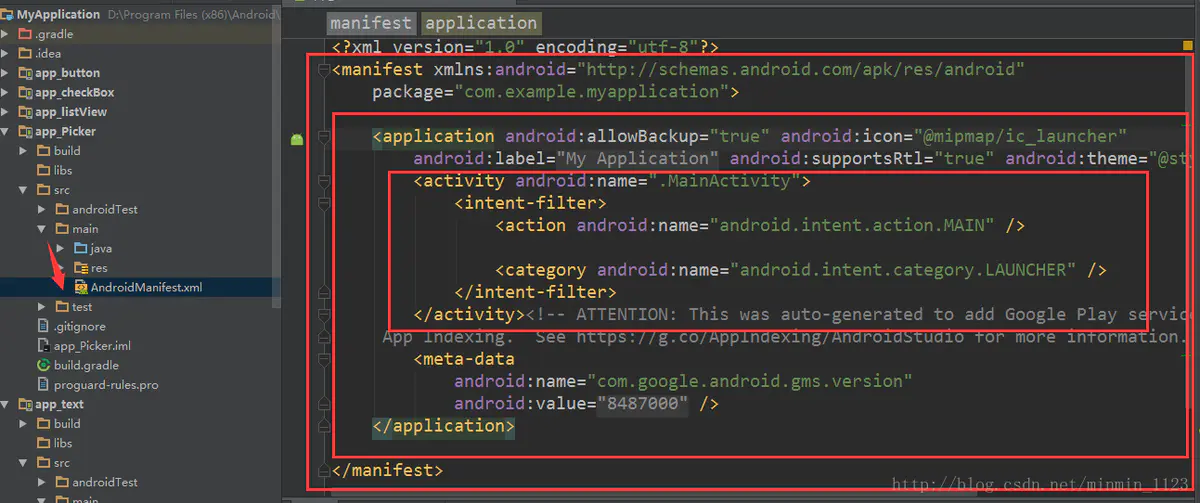 MyApplication D:\Program Files (x86)\Android\
.gradle
.idea
app_button
app_checkBox
app_listView
app_Picker
build
libs
src
androidTest
main
java
res
AndroidManifest.xml
test
.gitignore
app_Picker.iml
build.gradle
proguard-rules.pro
app_text
build
libs
src
androidTest
main
manifest application
<?xml version="1.0" encoding="utf-8"?>
<manifest xmlns:android="http://schemas.android.com/apk/res/android"
package="com.example.myapplication">
<application android:allowBackup="true" android:icon="@mipmap/ic_launcher"
android:label="My Application" android:supportsRtl="true" android:theme="@sty
<activity android:name=".MainActivity">
<intent-filter>
<action android:name="android.intent.action.MAIN" />
<category android:name="android.intent.category.LAUNCHER" />
</intent-filter>
</activity><!-- ATTENTION: This was auto-generated to add Google Play service
App Indexing.  See https://g.co/AppIndexing/AndroidStudio for more information.
<meta-data
android:name="com.google.android.gms.version"
android:value="8487000" />
</application>
</manifest>
http://blog.csdn.net/minmin_1123